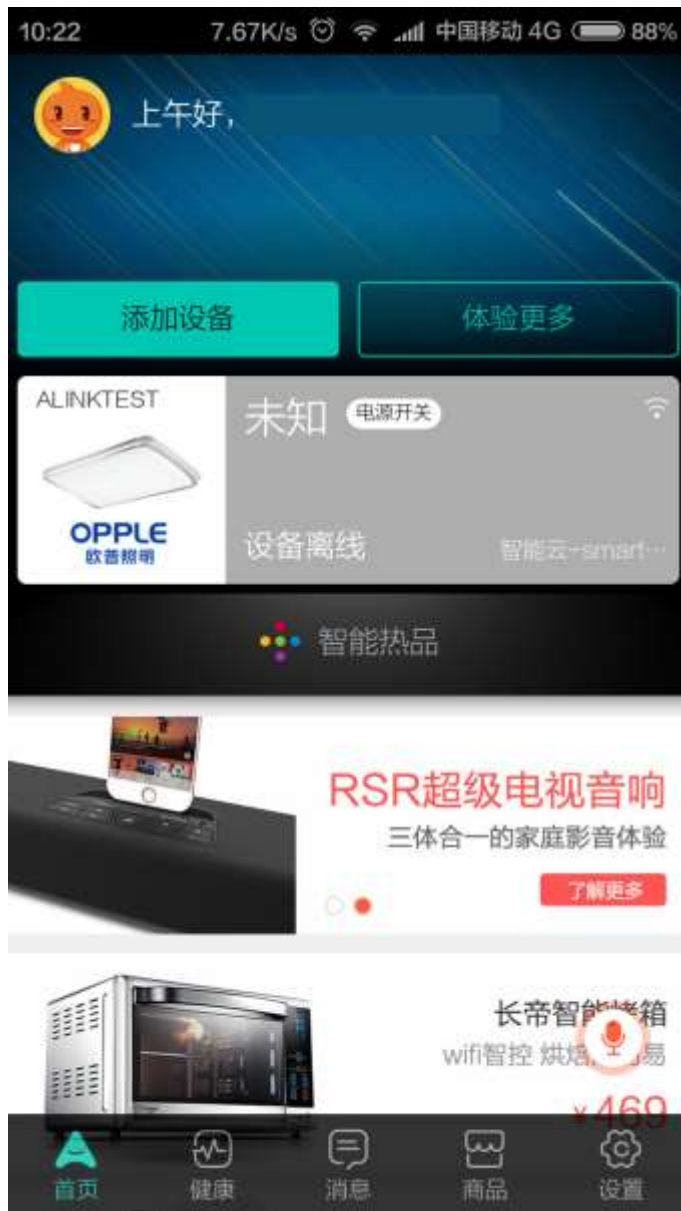 10:22 7.67K/s 中国移动 4G 88%
上午好，
添加设备 体验更多
ALINKTEST
未知 电源开关
OPPLE
欧普照明
设备离线 智能云-smart…
智能热品
RSR超级电视音响
三体合一的家庭影音体验
了解更多
长帝智能烤箱
wifi智控 烘焙 易
¥469
首页 健康 消息 商品 设置